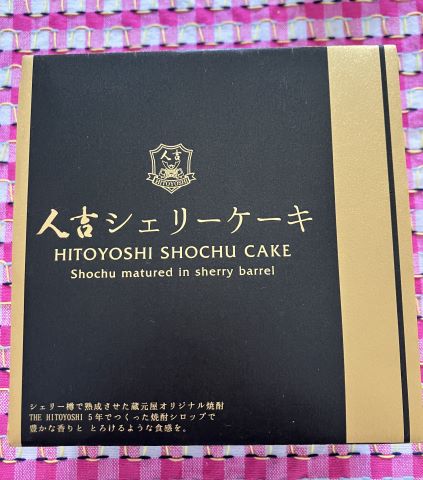 人吉
HITOYOSHI
人吉シェリーケーキ
HITOYOSHI SHOCHU CAKE
Shochu matured in sherry barrel
シェリー樽で熟成させた蔵元屋オリジナル焼酎
THE HITOYOSHI 5年でつくった焼酎シロップで
豊かな香りと とろけるような食感を。